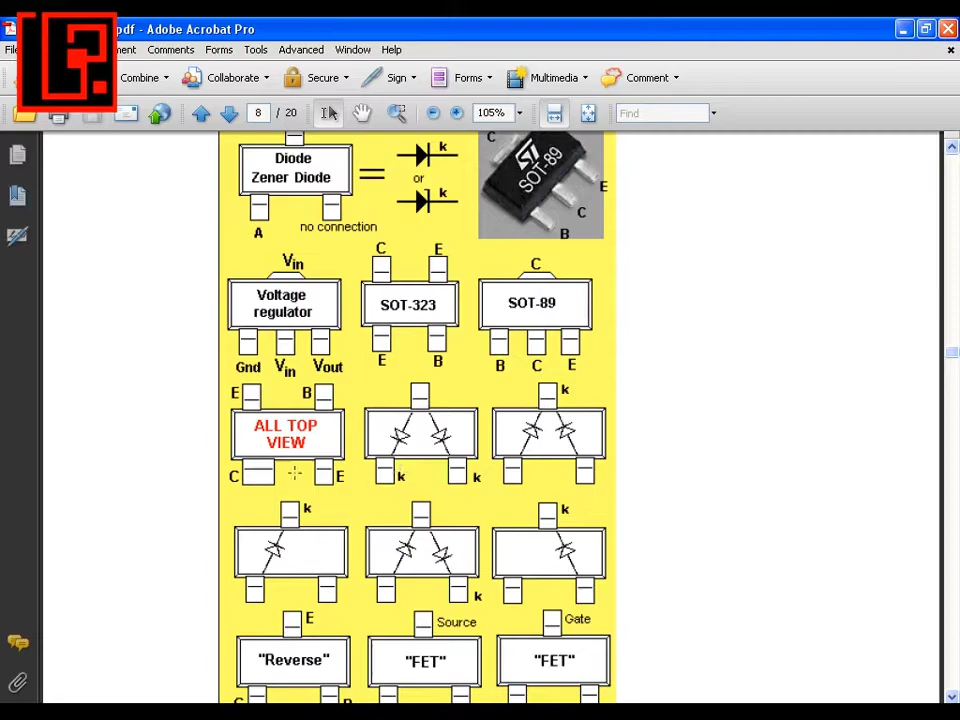 pdf - Adobe Acrobat Pro
ment Comments Forms Tools Advanced Window Help
Combine Collaborate Secure Sign Forms Multimedia Comment
8 / 20 105% Find
Diode
Zener Diode
k
or
k
A
no connection
C
ST
SOT-89
E
C
B
Vin
Voltage
regulator
Gnd Vin Vout
C E
SOT-323
E B
C
SOT-89
B C E
E B
ALL TOP
VIEW
C E
k k
k
k
k
k
E
"Reverse"
Source
"FET"
Gate
"FET"